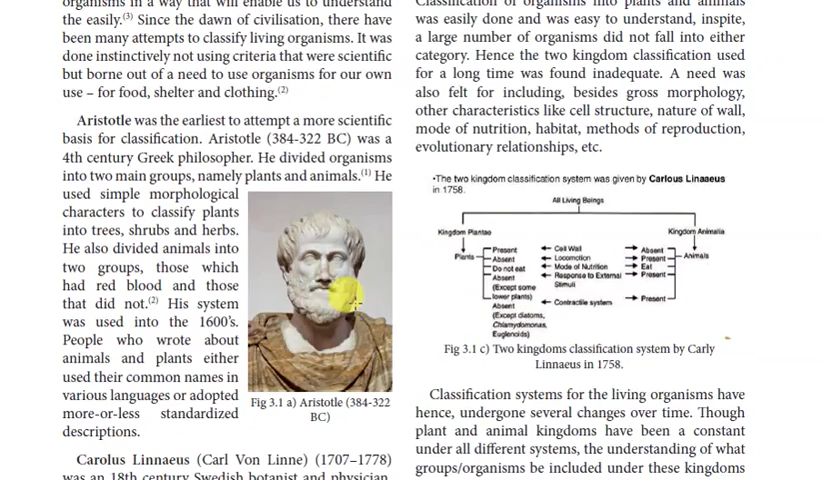 organisms in a way that will enable us to understand
the easily.(3) Since the dawn of civilisation, there have
been many attempts to classify living organisms. It was
done instinctively not using criteria that were scientific
but borne out of a need to use organisms for our own
use – for food, shelter and clothing.(2)
Aristotle was the earliest to attempt a more scientific
basis for classification. Aristotle (384-322 BC) was a
4th century Greek philosopher. He divided organisms
into two main groups, namely plants and animals.(1) He
used simple morphological
characters to classify plants
into trees, shrubs and herbs.
He also divided animals into
two groups, those which
had red blood and those
that did not.(2) His system
was used into the 1600's.
People who wrote about
animals and plants either
used their common names in
various languages or adopted
more-or-less standardized
descriptions.
Fig 3.1 a) Aristotle (384-322
BC)
Carolus Linnaeus (Carl Von Linne) (1707–1778)
was an 18th century Swedish botanist and physician.
Classification of organisms into plants and animals
was easily done and was easy to understand, inspite,
a large number of organisms did not fall into either
category. Hence the two kingdom classification used
for a long time was found inadequate. A need was
also felt for including, besides gross morphology,
other characteristics like cell structure, nature of wall,
mode of nutrition, habitat, methods of reproduction,
evolutionary relationships, etc.
•The two kingdom classification system was given by Carlous Linnaeus
in 1758.
All Living Beings
Kingdom Plantae Kingdom Animalia
Present Cell Wall Absent
Plants Absent Locomotion Present Animals
Do not eat Mode of Nutrition Eat
Absent Response to External Present
(Except some Stimuli
lower plants)
Absent Contractile system Present
(Except diatoms,
Chlamydomonas,
Euglenoids)
Fig 3.1 c) Two kingdoms classification system by Carly
Linnaeus in 1758.
Classification systems for the living organisms have
hence, undergone several changes over time. Though
plant and animal kingdoms have been a constant
under all different systems, the understanding of what
groups/organisms be included under these kingdoms